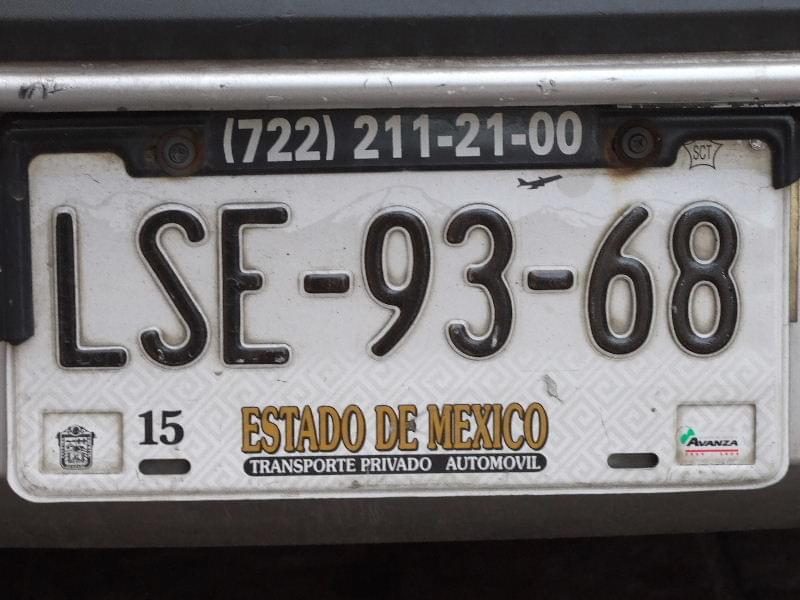 (722) 211-21-00
SCT
LSE-93-68
15
ESTADO DE MEXICO
TRANSPORTE PRIVADO AUTOMOVIL
AVANZA